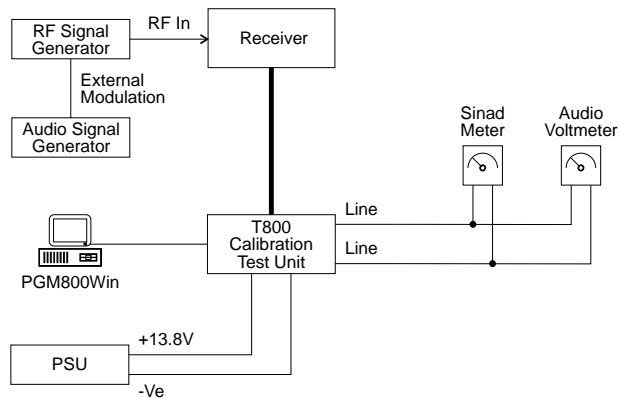 RF Signal
Generator
RF In
Receiver
External
Modulation
Audio Signal
Generator
Sinad
Meter
Audio
Voltmeter
T800
Calibration
Test Unit
Line
Line
PGM800Win
PSU
+13.8V
-Ve